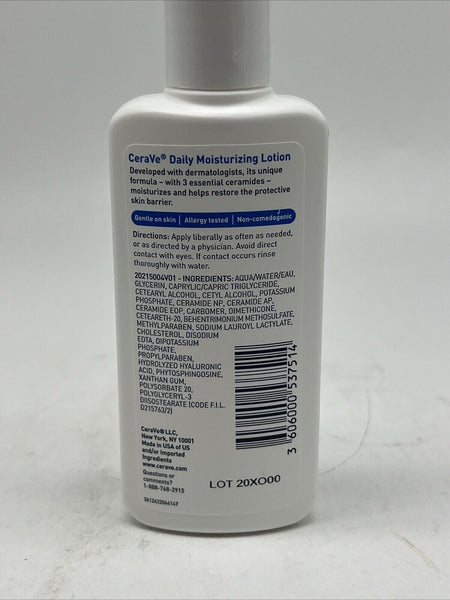 CeraVe® Daily Moisturizing Lotion
Developed with dermatologists, its unique
formula – with 3 essential ceramides –
moisturizes and helps restore the protective
skin barrier.
Gentle on skin | Allergy tested | Non-comedogenic
Directions: Apply liberally as often as needed,
or as directed by a physician. Avoid direct
contact with eyes. If contact occurs rinse
thoroughly with water.
20215004V01 - INGREDIENTS: AQUA/WATER/EAU,
GLYCERIN, CAPRYLIC/CAPRIC TRIGLYCERIDE,
CETEARYL ALCOHOL, CETYL ALCOHOL, POTASSIUM
PHOSPHATE, CERAMIDE NP, CERAMIDE AP,
CERAMIDE EOP, CARBOMER, DIMETHICONE,
CETEARETH-20, BEHENTRIMONIUM METHOSULFATE,
METHYLPARABEN, SODIUM LAUROYL LACTYLATE,
CHOLESTEROL, DISODIUM
EDTA, DIPOTASSIUM
PHOSPHATE,
PROPYLPARABEN,
HYDROLYZED HYALURONIC
ACID, PHYTOSPHINGOSINE,
XANTHAN GUM,
POLYSORBATE 20,
POLYGLYCERYL-3
DIISOSTEARATE (CODE F.I.L.
D215763/2)
CeraVe® LLC,
New York, NY 10001
Made in USA of US
and/or Imported
Ingredients
www.cerave.com
Questions or
comments?
1-888-768-2915
3612622064147
3 606000 537514
LOT 20XO00